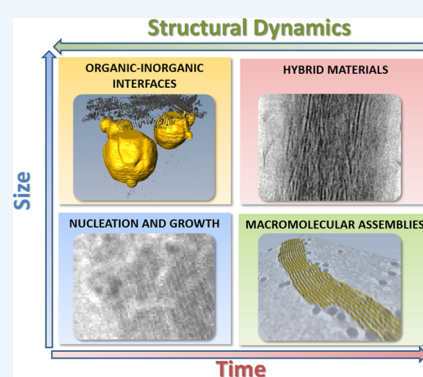 Structural Dynamics
ORGANIC-INORGANIC
INTERFACES
HYBRID MATERIALS
Size
NUCLEATION AND GROWTH
MACROMOLECULAR ASSEMBLIES
Time